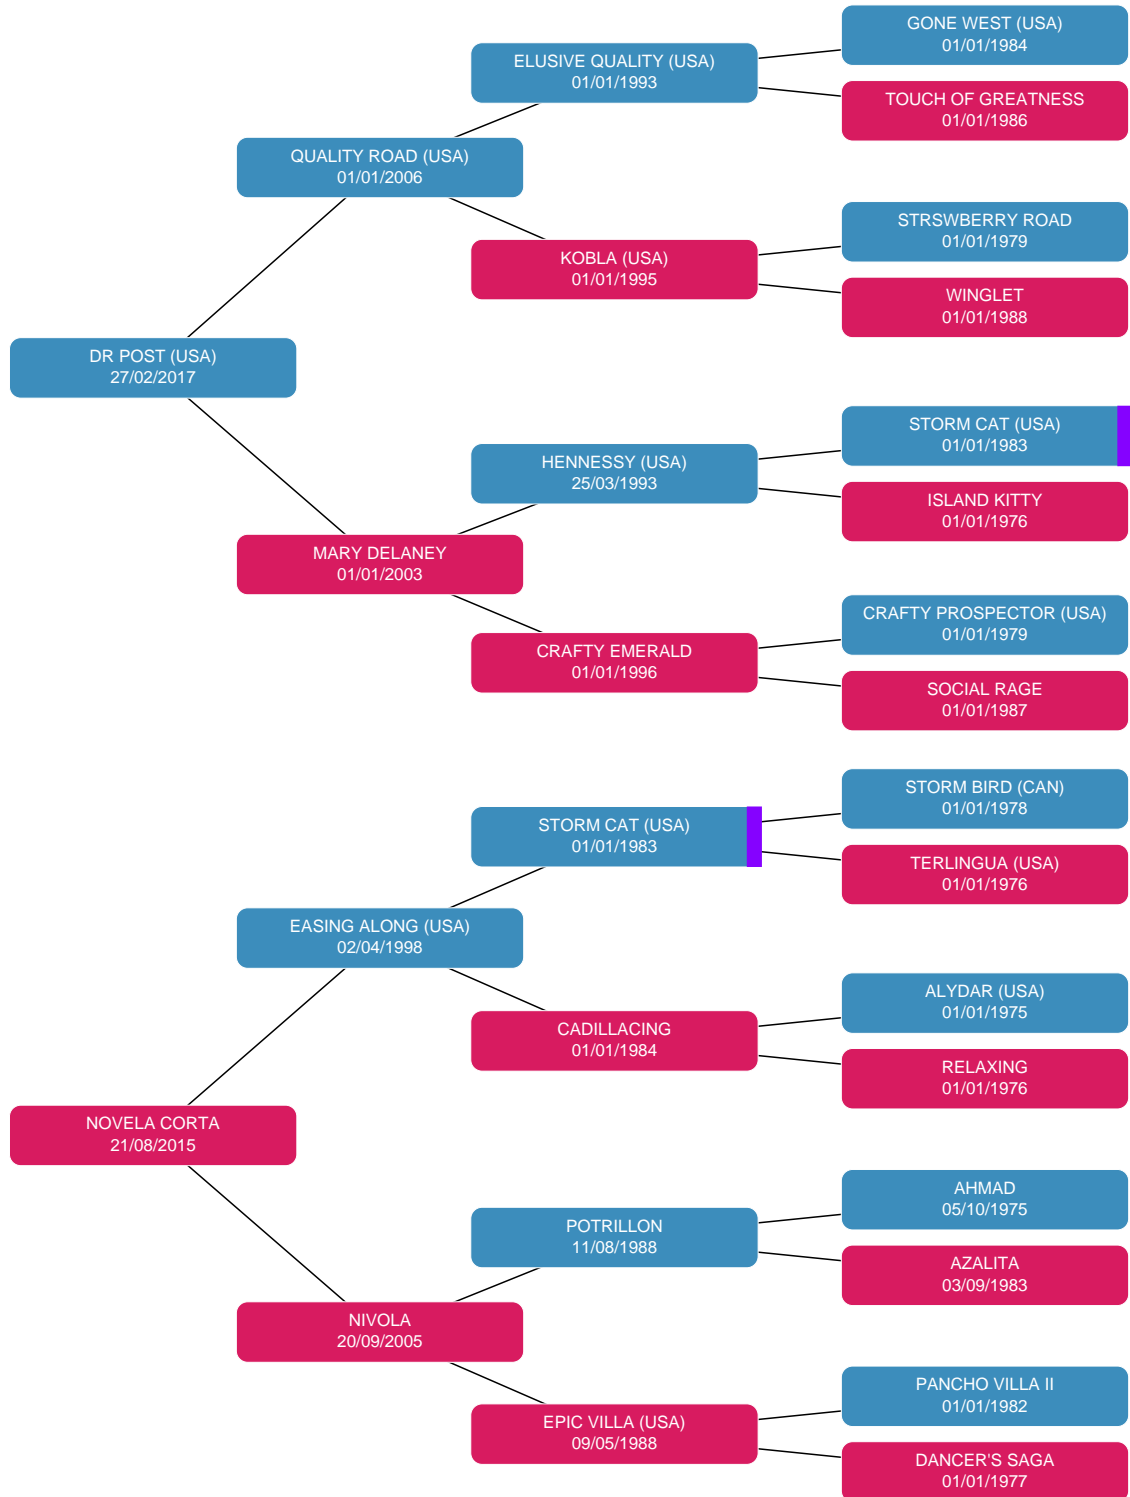 GONE WEST (USA)
01/01/1984
ELUSIVE QUALITY (USA)
01/01/1993
TOUCH OF GREATNESS
01/01/1986
QUALITY ROAD (USA)
01/01/2006
STRSWBERRY ROAD
01/01/1979
KOBLA (USA)
01/01/1995
WINGLET
01/01/1988
DR POST (USA)
27/02/2017
STORM CAT (USA)
01/01/1983
HENNESSY (USA)
25/03/1993
ISLAND KITTY
01/01/1976
MARY DELANEY
01/01/2003
CRAFTY PROSPECTOR (USA)
01/01/1979
CRAFTY EMERALD
01/01/1996
SOCIAL RAGE
01/01/1987
STORM BIRD (CAN)
01/01/1978
STORM CAT (USA)
01/01/1983
TERLINGUA (USA)
01/01/1976
EASING ALONG (USA)
02/04/1998
ALYDAR (USA)
01/01/1975
CADILLACING
01/01/1984
RELAXING
01/01/1976
NOVELA CORTA
21/08/2015
AHMAD
05/10/1975
POTRILLON
11/08/1988
AZALITA
03/09/1983
NIVOLA
20/09/2005
PANCHO VILLA II
01/01/1982
EPIC VILLA (USA)
09/05/1988
DANCER'S SAGA
01/01/1977